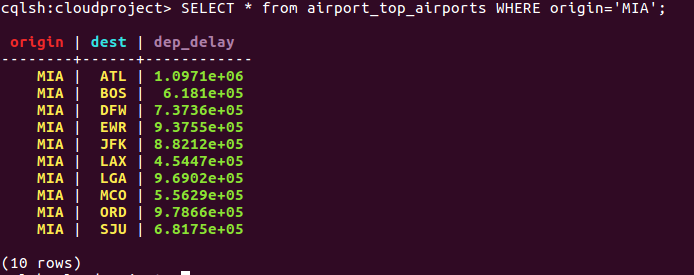 cqlsh:cloudproject> SELECT * from airport_top_airports WHERE origin='MIA';
origin | dest | dep_delay
--------+------+------------
MIA | ATL | 1.0971e+06
MIA | BOS | 6.181e+05
MIA | DFW | 7.3736e+05
MIA | EWR | 9.3755e+05
MIA | JFK | 8.8212e+05
MIA | LAX | 4.5447e+05
MIA | LGA | 9.6902e+05
MIA | MCO | 5.5629e+05
MIA | ORD | 9.7866e+05
MIA | SJU | 6.8175e+05
(10 rows)